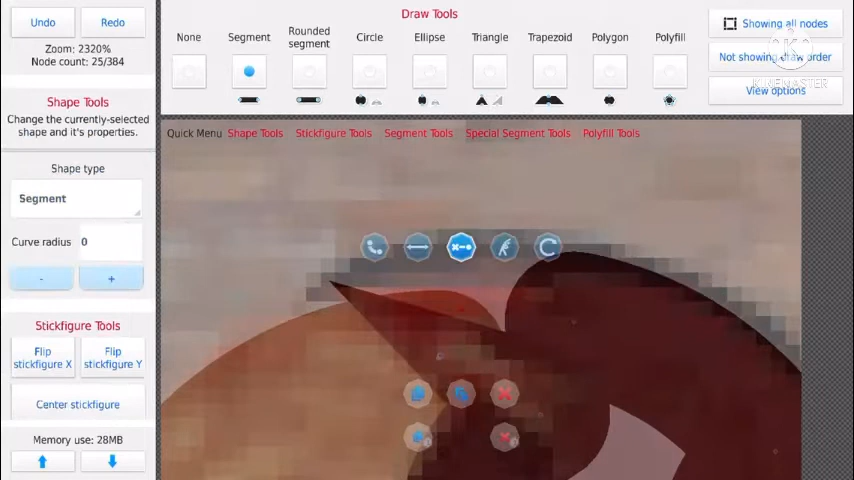 Undo
Redo
Zoom: 2320%
Node count: 25/384
Shape Tools
Change the currently-selected
shape and it's properties.
Shape type
Segment
Curve radius 0
-
+
Stickfigure Tools
Flip
stickfigure X
Flip
stickfigure Y
Center stickfigure
Memory use: 28MB
Draw Tools
None
Segment
Rounded
segment
Circle
Ellipse
Triangle
Trapezoid
Polygon
Polyfill
Showing all nodes
Not showing draw order
View options
KINEMASTER
Quick Menu Shape Tools Stickfigure Tools Segment Tools Special Segment Tools Polyfill Tools